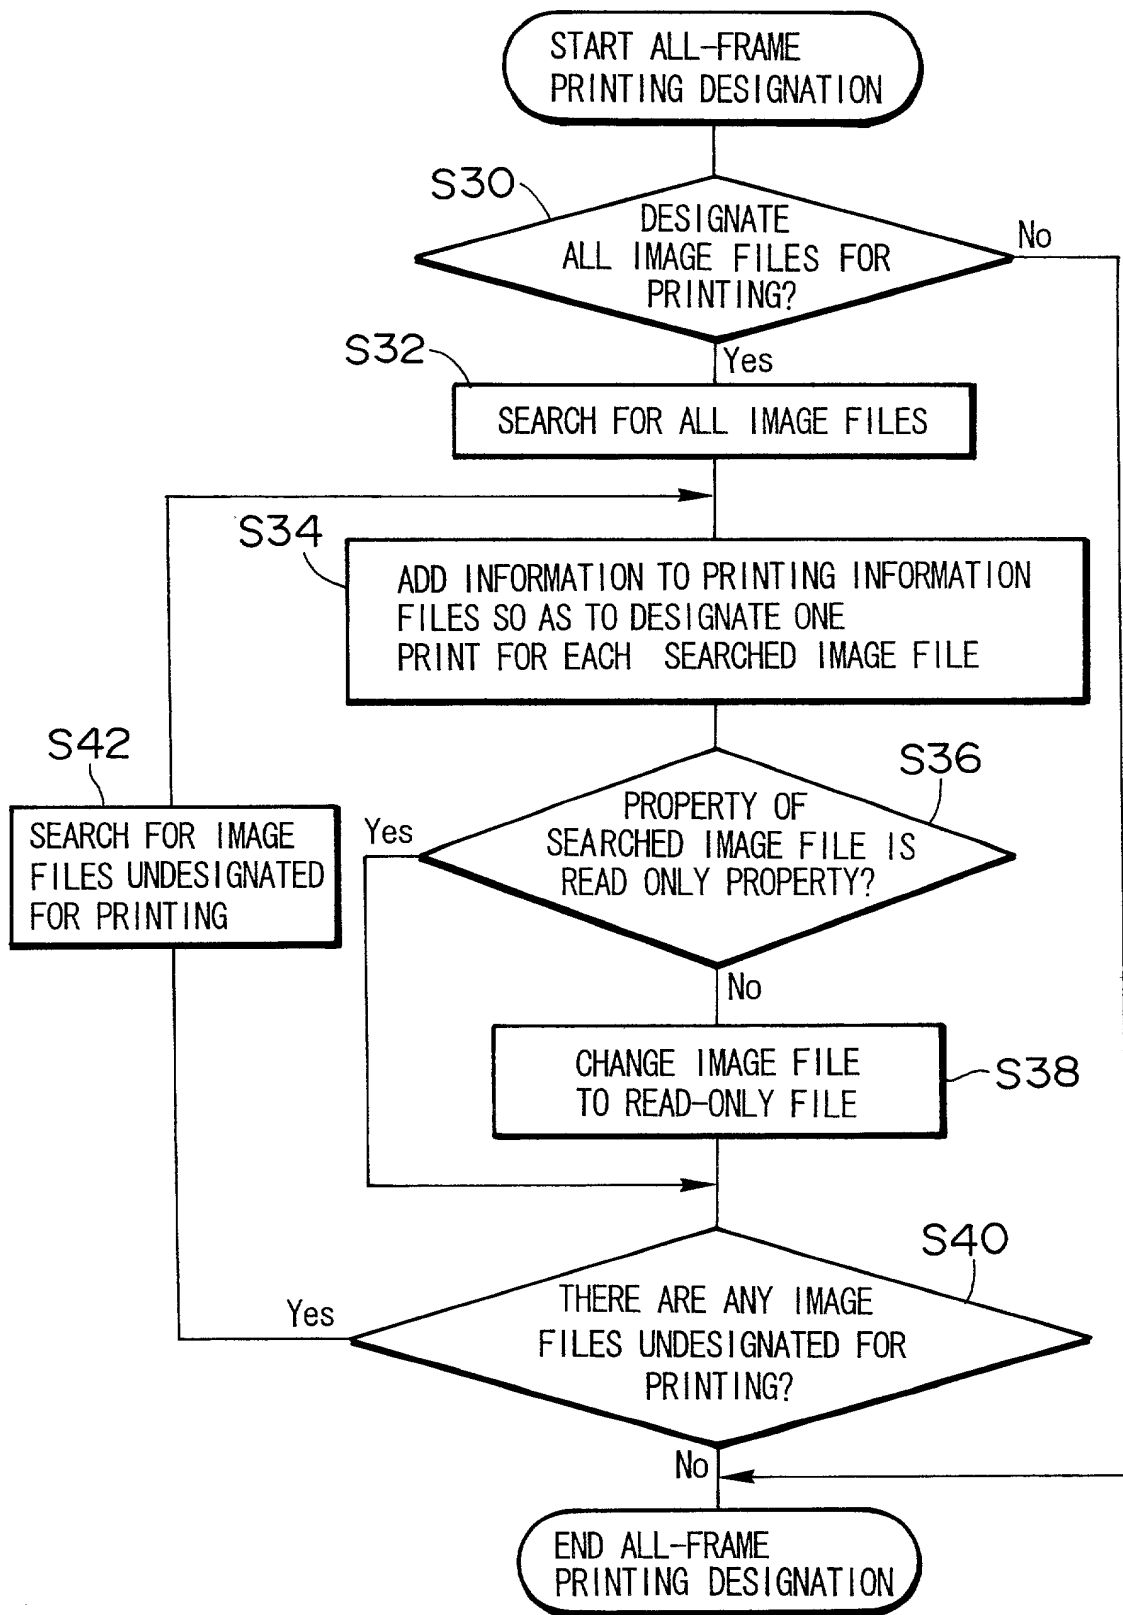 START ALL-FRAME
PRINTING DESIGNATION
S30
DESIGNATE
ALL IMAGE FILES FOR
PRINTING?
No
Yes
S32
SEARCH FOR ALL IMAGE FILES
S34
ADD INFORMATION TO PRINTING INFORMATION
FILES SO AS TO DESIGNATE ONE
PRINT FOR EACH SEARCHED IMAGE FILE
S42
SEARCH FOR IMAGE
FILES UNDESIGNATED
FOR PRINTING
S36
Yes
PROPERTY OF
SEARCHED IMAGE FILE IS
READ ONLY PROPERTY?
No
CHANGE IMAGE FILE
TO READ-ONLY FILE
S38
S40
Yes
THERE ARE ANY IMAGE
FILES UNDESIGNATED FOR
PRINTING?
No
END ALL-FRAME
PRINTING DESIGNATION